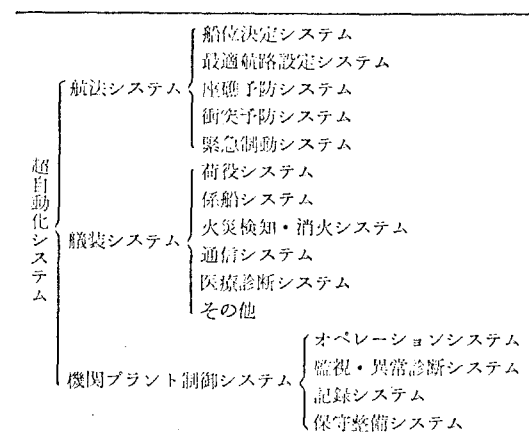 超自動化システム
航法システム
船位決定システム
最適航路設定システム
座礁予防システム
衝突予防システム
緊急制動システム
艤装システム
荷役システム
係船システム
火災検知・消火システム
通信システム
医療診断システム
その他
機関プラント制御システム
オペレーションシステム
監視・異常診断システム
記録システム
保守整備システム